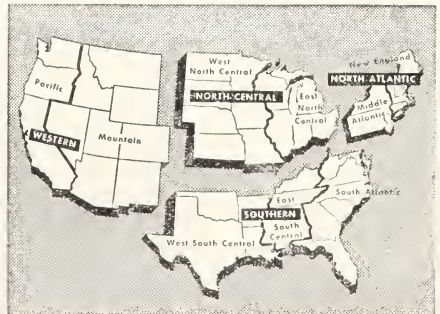 Pacific
WESTERN
Mountain
West
North Central
NORTH CENTRAL
East
North
Central
New England
NORTH ATLANTIC
Middle
Atlantic
South Atlantic
East
SOUTHERN
South
Central
West South Central